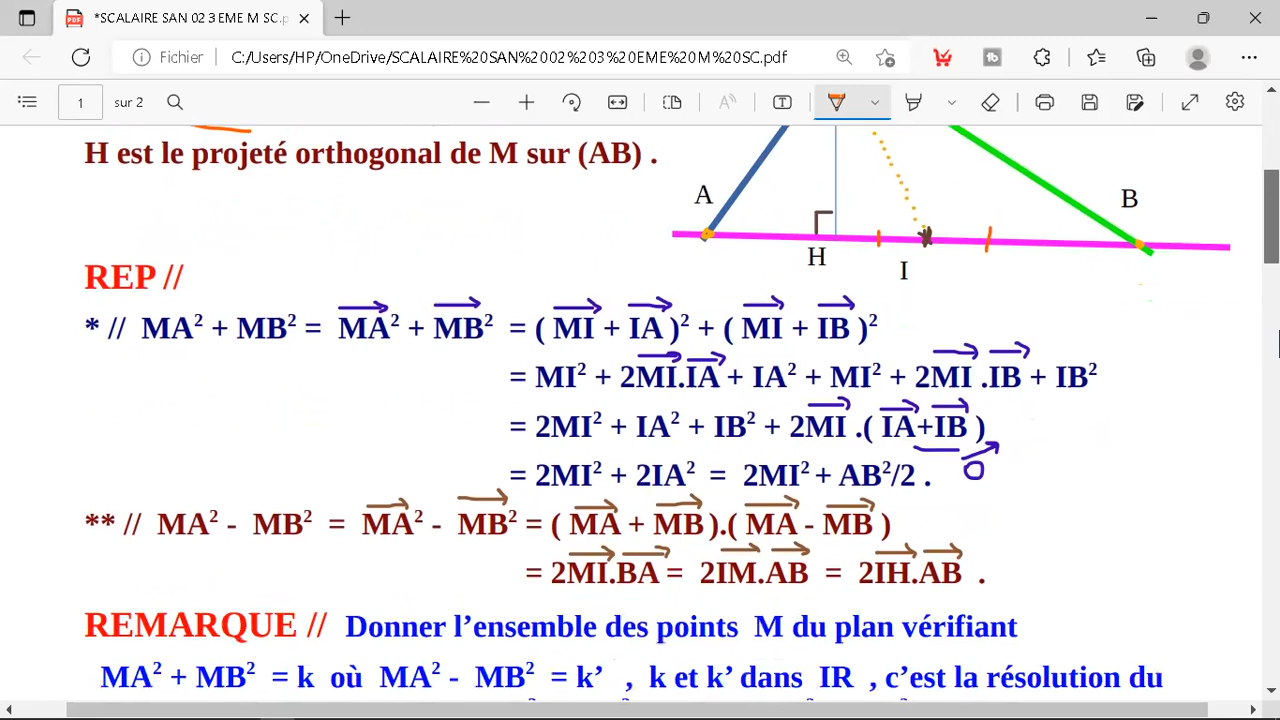 *SCALAIRE SAN 02 3 EME M SC.p
Fichier C:/Users/HP/OneDrive/SCALAIRE%20SAN%2002%203%20EME%20M%20SC.pdf
1 sur 2
H est le projeté orthogonal de M sur (AB) .
A
B
H
I
REP //
* // MA² + MB² = MA² + MB² = ( MI + IA )² + ( MI + IB )²
= MI² + 2MI.IA + IA² + MI² + 2MI .IB + IB²
= 2MI² + IA² + IB² + 2MI .( IA+IB )
= 2MI² + 2IA² = 2MI² + AB²/2 . 0
** // MA² - MB² = MA² - MB² = ( MA + MB ).( MA - MB )
= 2MI.BA = 2IM.AB = 2IH.AB .
REMARQUE // Donner l’ensemble des points M du plan vérifiant
MA² + MB² = k où MA² - MB² = k’ , k et k’ dans IR , c’est la résolution du